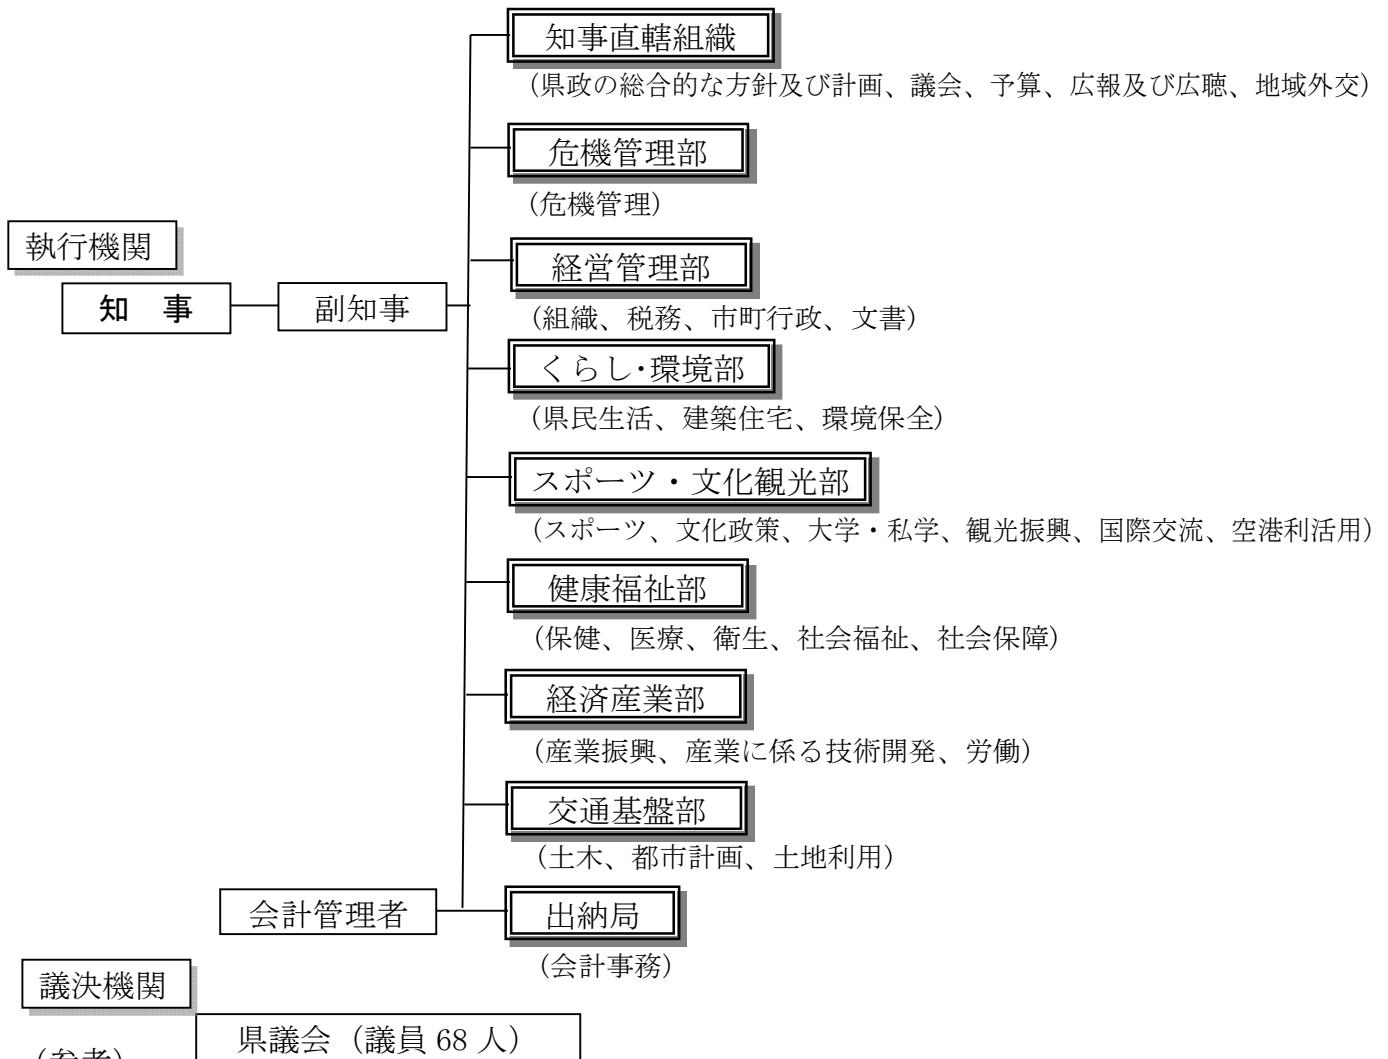 知事直轄組織
(県政の総合的な方針及び計画、議会、予算、広報及び広聴、地域外交)
危機管理部
(危機管理)
執行機関
経営管理部
知　事
副知事
(組織、税務、市町行政、文書)
くらし・環境部
(県民生活、建築住宅、環境保全)
スポーツ・文化観光部
(スポーツ、文化政策、大学・私学、観光振興、国際交流、空港利活用)
健康福祉部
(保健、医療、衛生、社会福祉、社会保障)
経済産業部
(産業振興、産業に係る技術開発、労働)
交通基盤部
(土木、都市計画、土地利用)
会計管理者
出納局
(会計事務)
議決機関
県議会（議員 68 人）
(参考)